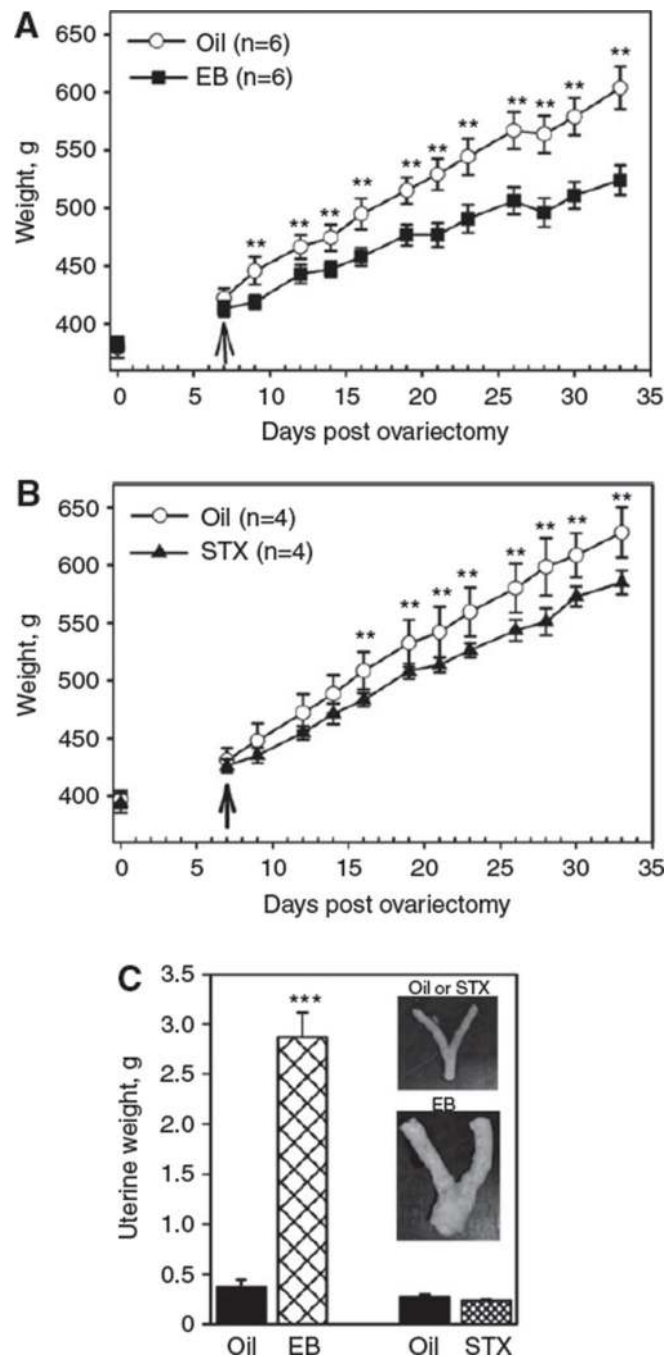 A
650
600
550
500
450
400
Weight, g
Oil (n=6)
EB (n=6)
** ** ** ** ** ** ** ** ** ** **
0 5 10 15 20 25 30 35
Days post ovariectomy
B
650
600
550
500
450
400
Weight, g
Oil (n=4)
STX (n=4)
** ** ** ** ** ** ** **
0 5 10 15 20 25 30 35
Days post ovariectomy
C
3.5
3.0
2.5
2.0
1.5
1.0
0.5
0
Uterine weight, g
***
Oil or STX
EB
Oil EB Oil STX